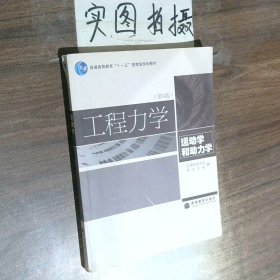 实图拍摄
普通高等教育“十一五”国家级规划教材
（第4版）
工程力学
运动学
和动力学
高等教育出版社